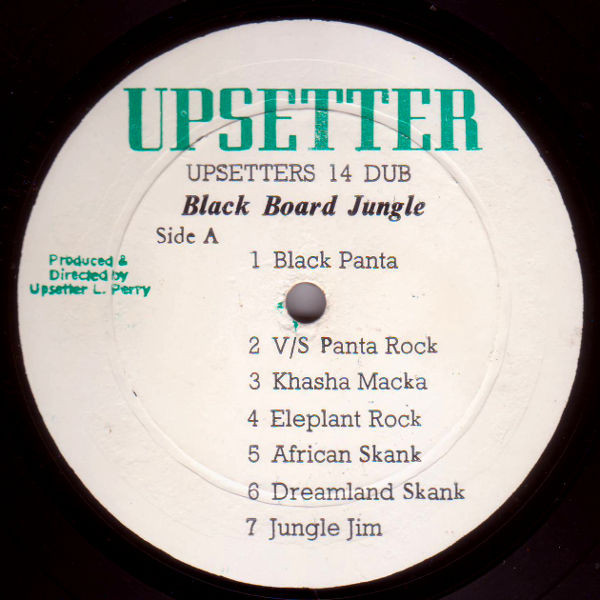 UPSETTER
UPSETTERS 14 DUB
Black Board Jungle
Side A
Produced &
Directed by
Upsetter L. Perry
1 Black Panta
2 V/S Panta Rock
3 Khasha Macka
4 Eleplant Rock
5 African Skank
6 Dreamland Skank
7 Jungle Jim